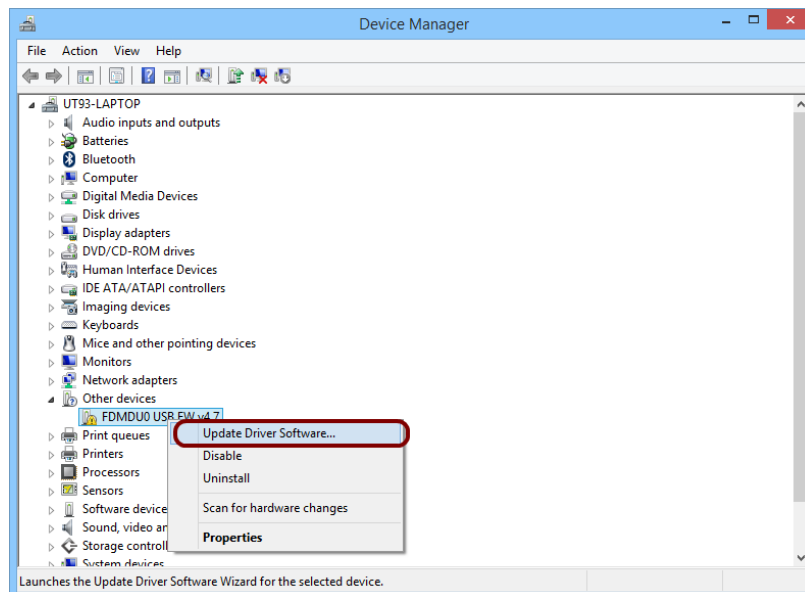 Device Manager
File Action View Help
UT93-LAPTOP
Audio inputs and outputs
Batteries
Bluetooth
Computer
Digital Media Devices
Disk drives
Display adapters
DVD/CD-ROM drives
Human Interface Devices
IDE ATA/ATAPI controllers
Imaging devices
Keyboards
Mice and other pointing devices
Monitors
Network adapters
Other devices
FDMDU0 USB FW v4.7
Update Driver Software...
Disable
Uninstall
Scan for hardware changes
Properties
Print queues
Printers
Processors
Sensors
Software device
Sound, video
Storage controll
System devices
Launches the Update Driver Software Wizard for the selected device.